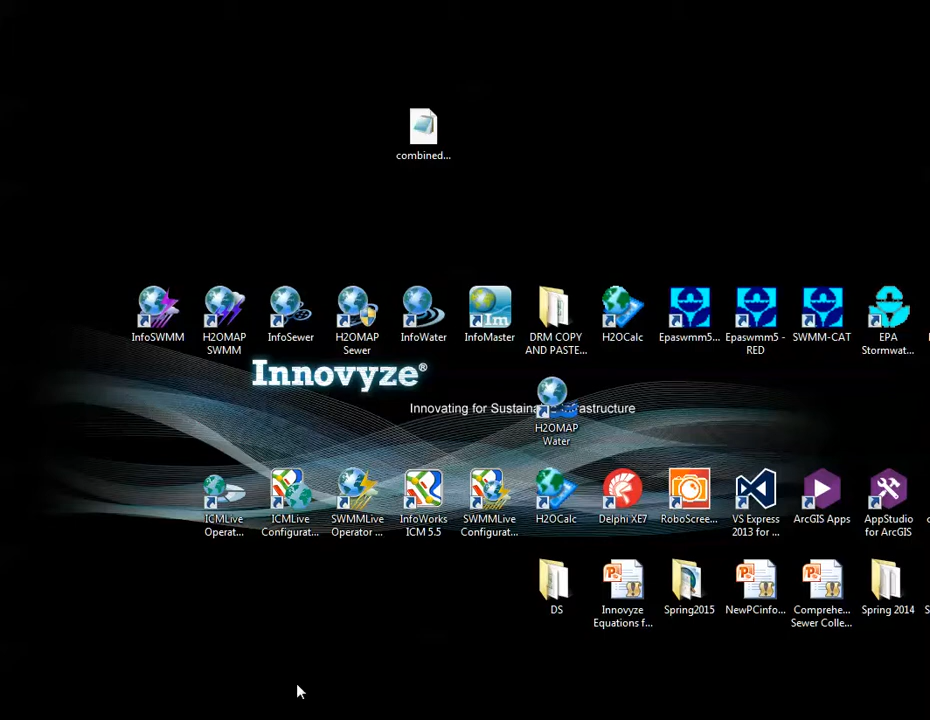 combined...
InfoSWMM
H2OMAP SWMM
InfoSewer
H2OMAP Sewer
InfoWater
InfoMaster
DRM COPY AND PASTE...
H2OCalc
Epaswmm5...
Epaswmm5 - RED
SWMM-CAT
EPA Stormwat...
Innovyze®
Innovating for Sustaina
frastructure
H2OMAP Water
ICMLive Operat...
ICMLive Configurat...
SWMMLive Operator ...
InfoWorks ICM 5.5
SWMMLive Configurat...
H2OCalc
Delphi XE7
RoboScree...
VS Express 2013 for ...
ArcGIS Apps
AppStudio for ArcGIS
DS
Innovyze Equations f...
Spring2015
NewPCinfo...
Comprehe... Sewer Colle...
Spring 2014